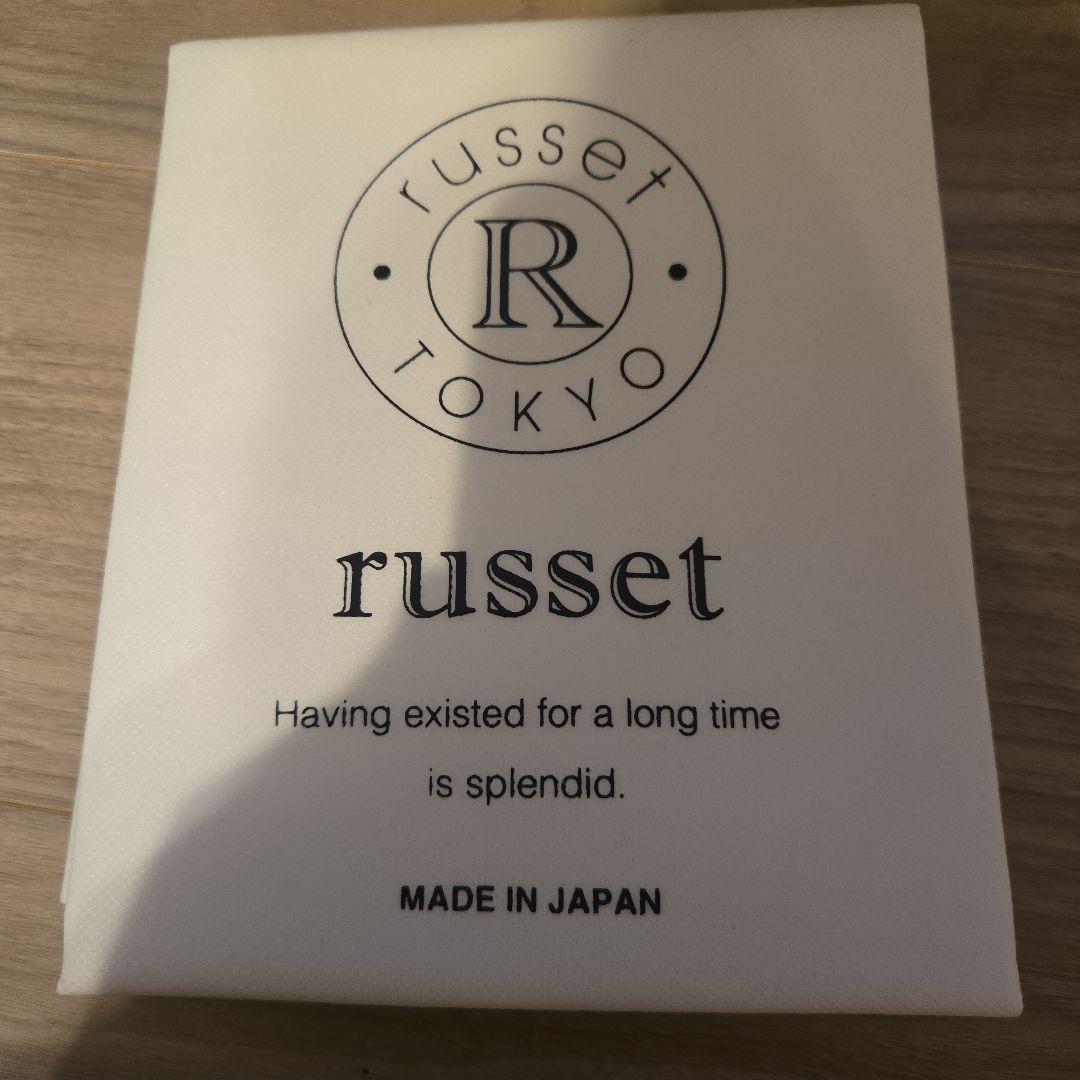 russet
R
TOKYO
russet
Having existed for a long time
is splendid.
MADE IN JAPAN